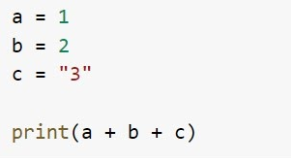 a = 1
b = 2
c = "3"
print(a + b + c)